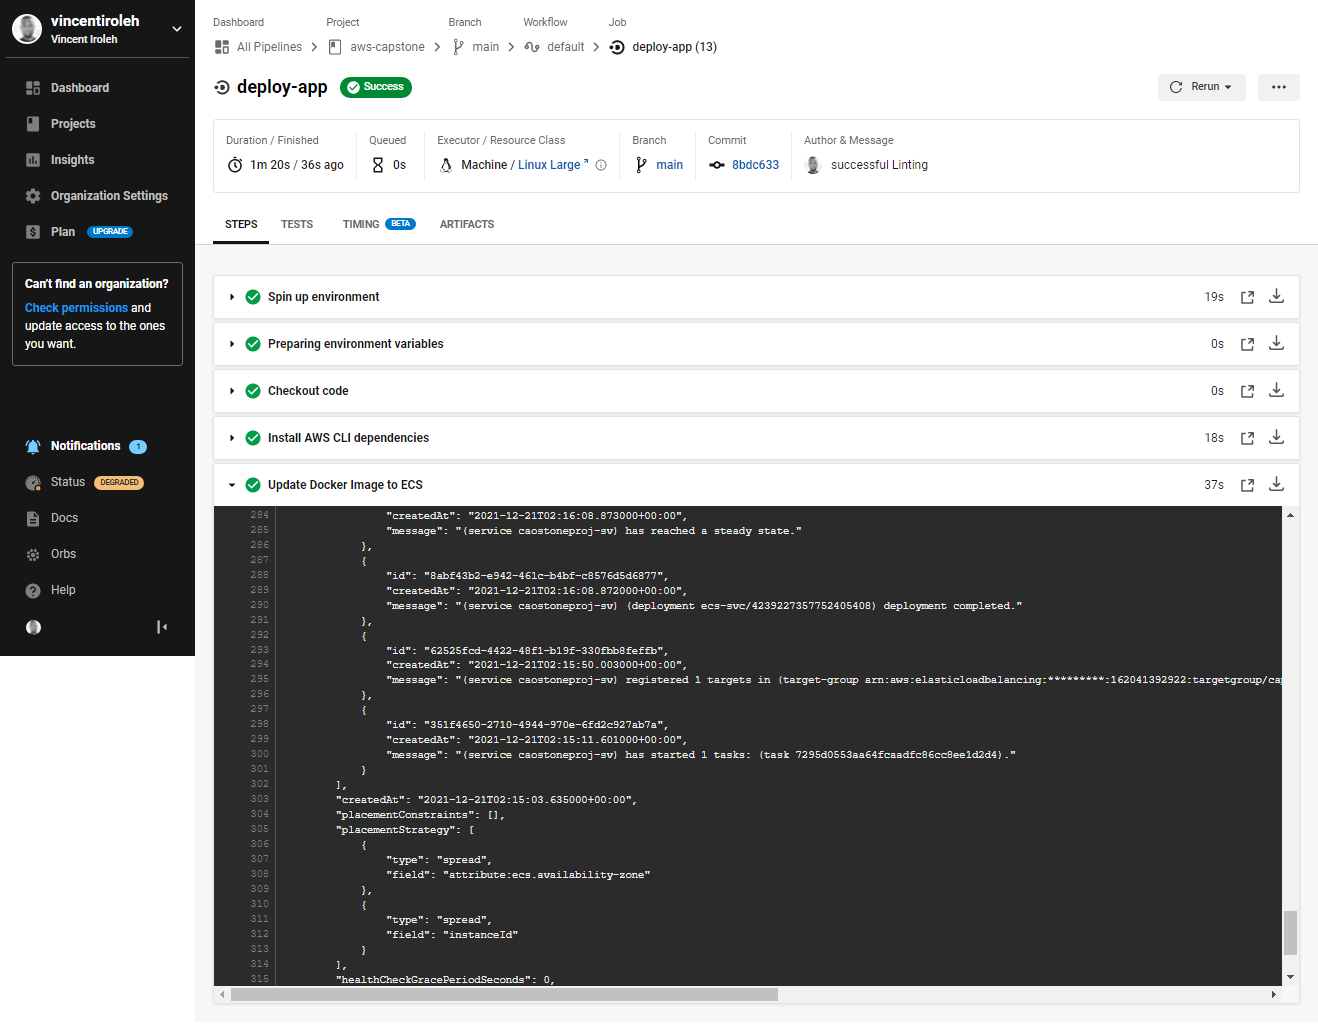 vincentiroleh
Vincent Iroleh
Dashboard
Projects
Insights
Organization Settings
Plan UPGRADE
Can't find an organization?
Check permissions and
update access to the ones
you want.
Notifications 1
Status DEGRADED
Docs
Orbs
Help
Dashboard Project Branch Workflow Job
All Pipelines aws-capstone main default deploy-app (13)
deploy-app Success
Rerun
Duration / Finished Queued Executor / Resource Class Branch Commit Author & Message
1m 20s / 36s ago 0s Machine / Linux Large main 8bdc633 successful Linting
STEPS TESTS TIMING BETA ARTIFACTS
Spin up environment 19s
Preparing environment variables 0s
Checkout code 0s
Install AWS CLI dependencies 18s
Update Docker Image to ECS 37s
284 "createdAt": "2021-12-21T02:16:08.873000+00:00",
285 "message": "(service caostoneproj-sv) has reached a steady state."
286 },
287 {
288 "id": "8abf43b2-e942-461c-b4bf-c8576d5d6877",
289 "createdAt": "2021-12-21T02:16:08.872000+00:00",
290 "message": "(service caostoneproj-sv) (deployment ecs-svc/4239227357752405408) deployment completed."
291 },
292 {
293 "id": "62525fcd-4422-48f1-b19f-330fbb8feffb",
294 "createdAt": "2021-12-21T02:15:50.003000+00:00",
295 "message": "(service caostoneproj-sv) registered 1 targets in (target-group arn:aws:elasticloadbalancing:*********:162041392922:targetgroup/cap
296 },
297 {
298 "id": "351f4650-2710-4944-970e-6fd2c927ab7a",
299 "createdAt": "2021-12-21T02:15:11.601000+00:00",
300 "message": "(service caostoneproj-sv) has started 1 tasks: (task 7295d0553aa64fcaadfc86cc8ee1d2d4)."
301 }
302 ],
303 "createdAt": "2021-12-21T02:15:03.635000+00:00",
304 "placementConstraints": [],
305 "placementStrategy": [
306 {
307 "type": "spread",
308 "field": "attribute:ecs.availability-zone"
309 },
310 {
311 "type": "spread",
312 "field": "instanceId"
313 }
314 ],
315 "healthCheckGracePeriodSeconds": 0,